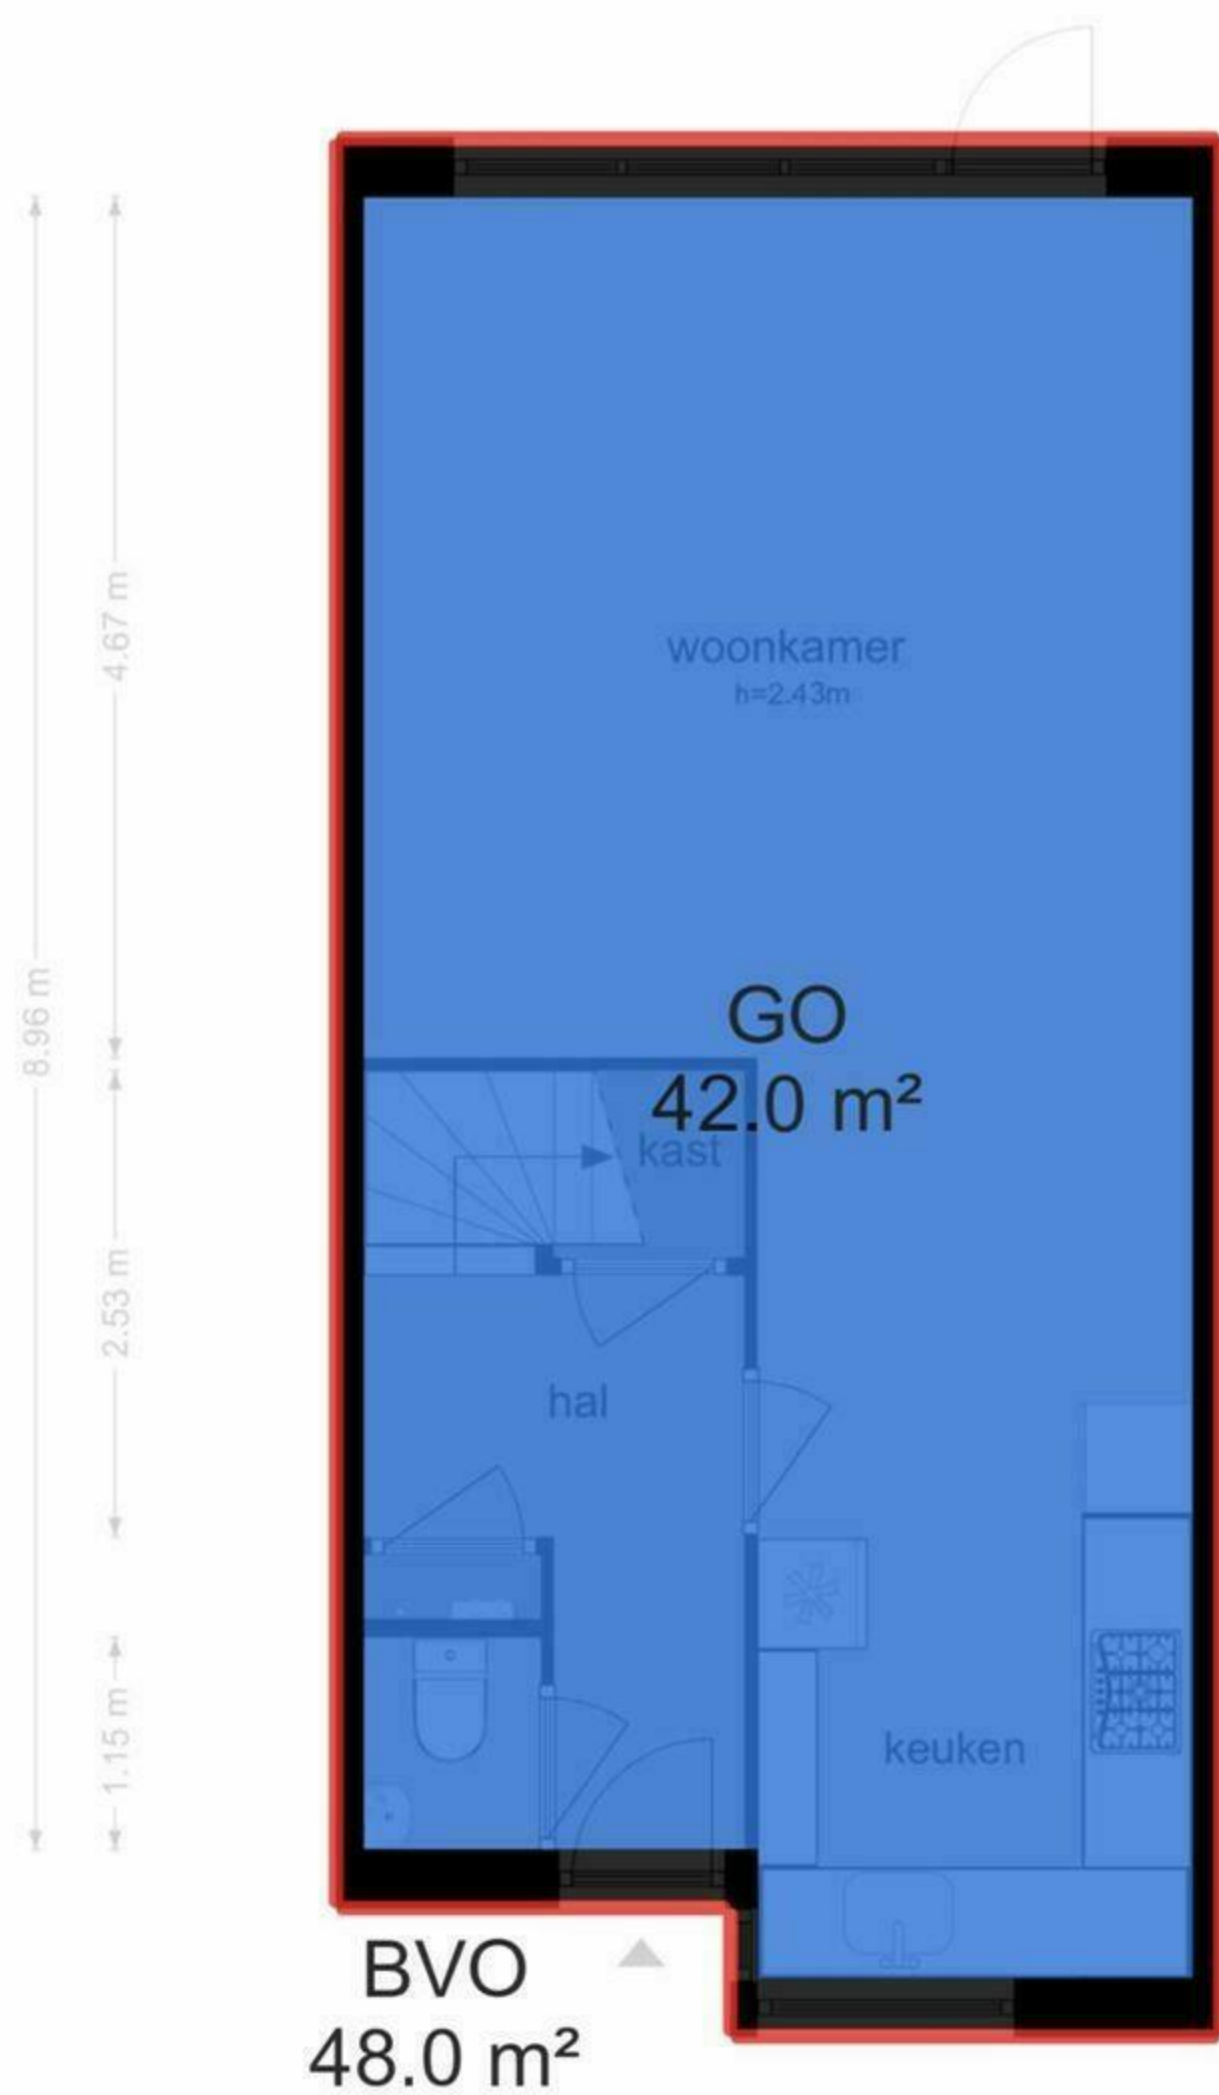 4.67 m
woonkamer
h=2.43m
8.96 m
GO
42.0 m²
kast
2.53 m
hal
1.15 m
keuken
BVO
48.0 m²